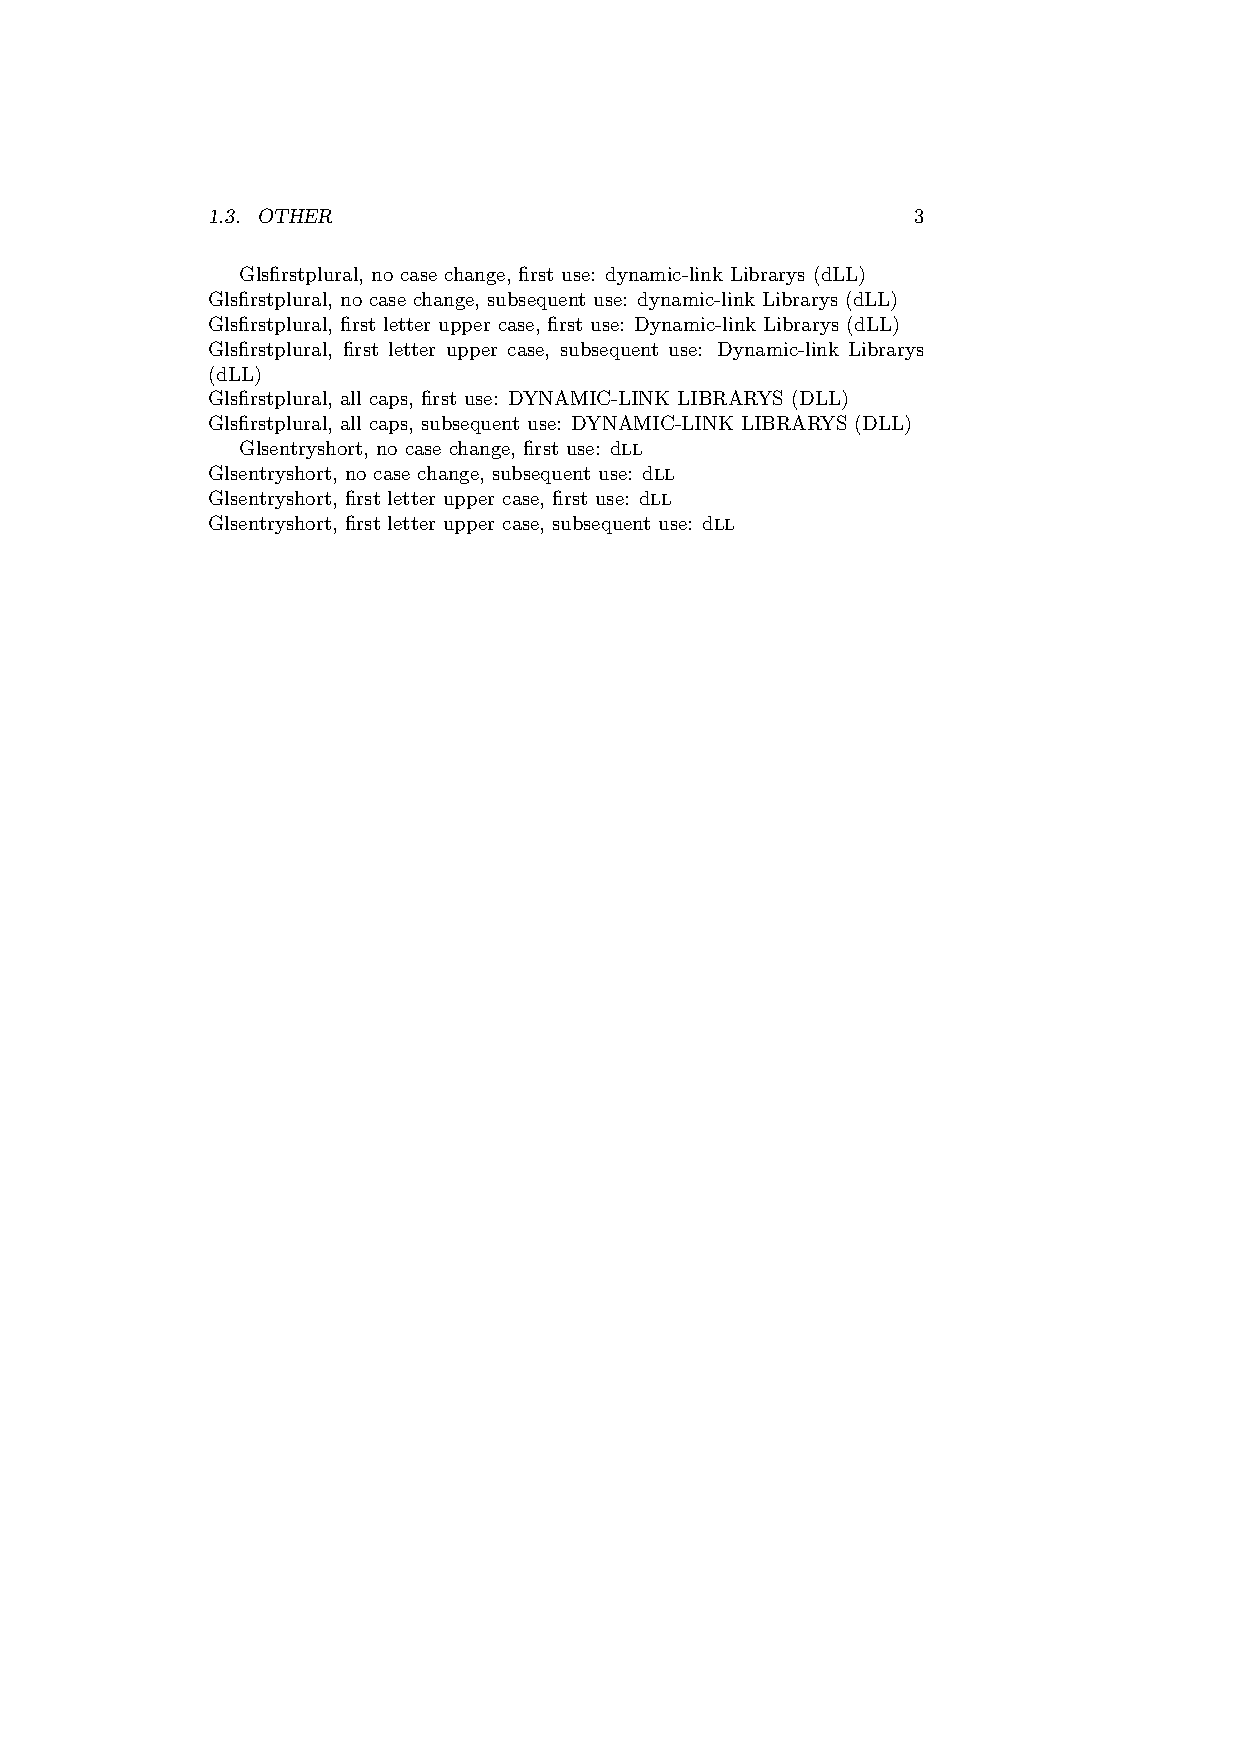 1.3. OTHER 3
Glsfirstplural, no case change, first use: dynamic-link Librarys (dLL)
Glsfirstplural, no case change, subsequent use: dynamic-link Librarys (dLL)
Glsfirstplural, first letter upper case, first use: Dynamic-link Librarys (dLL)
Glsfirstplural, first letter upper case, subsequent use: Dynamic-link Librarys
(dLL)
Glsfirstplural, all caps, first use: DYNAMIC-LINK LIBRARYS (DLL)
Glsfirstplural, all caps, subsequent use: DYNAMIC-LINK LIBRARYS (DLL)
Glsentryshort, no case change, first use: dLL
Glsentryshort, no case change, subsequent use: dLL
Glsentryshort, first letter upper case, first use: dLL
Glsentryshort, first letter upper case, subsequent use: dLL